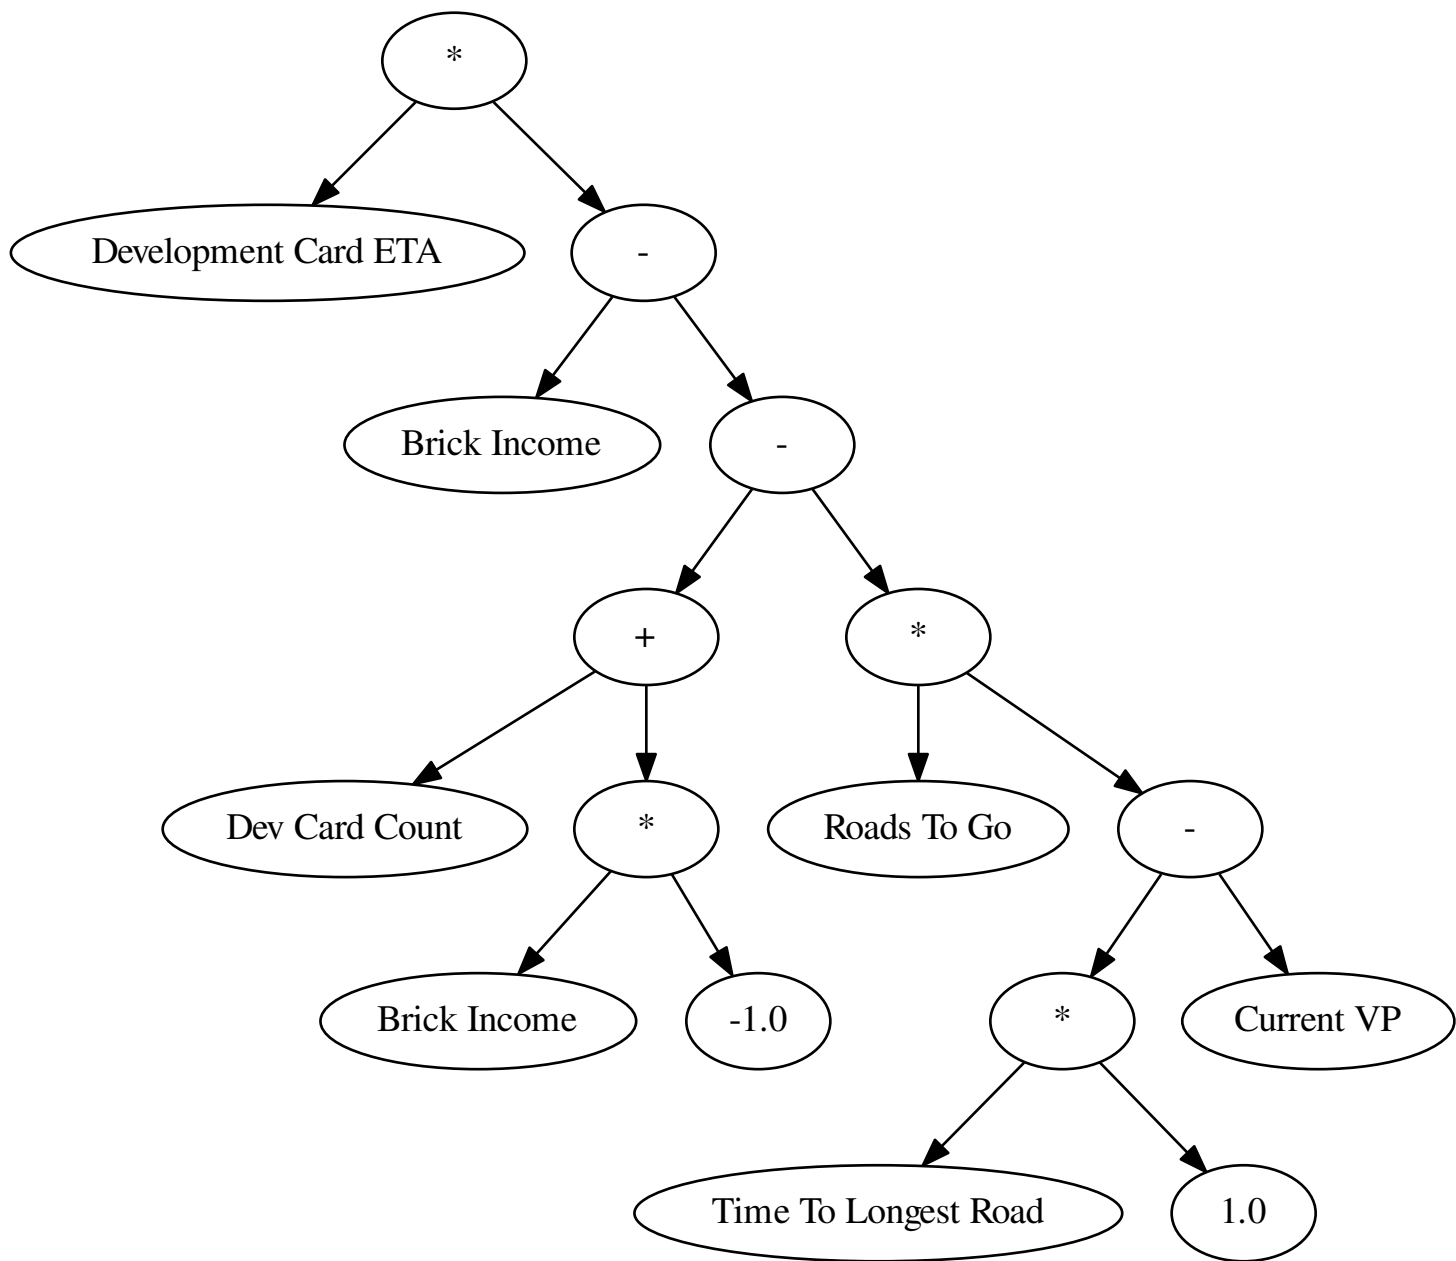 *
Development Card ETA
-
Brick Income
-
+
*
Dev Card Count
*
Roads To Go
-
Brick Income
-1.0
*
Current VP
Time To Longest Road
1.0